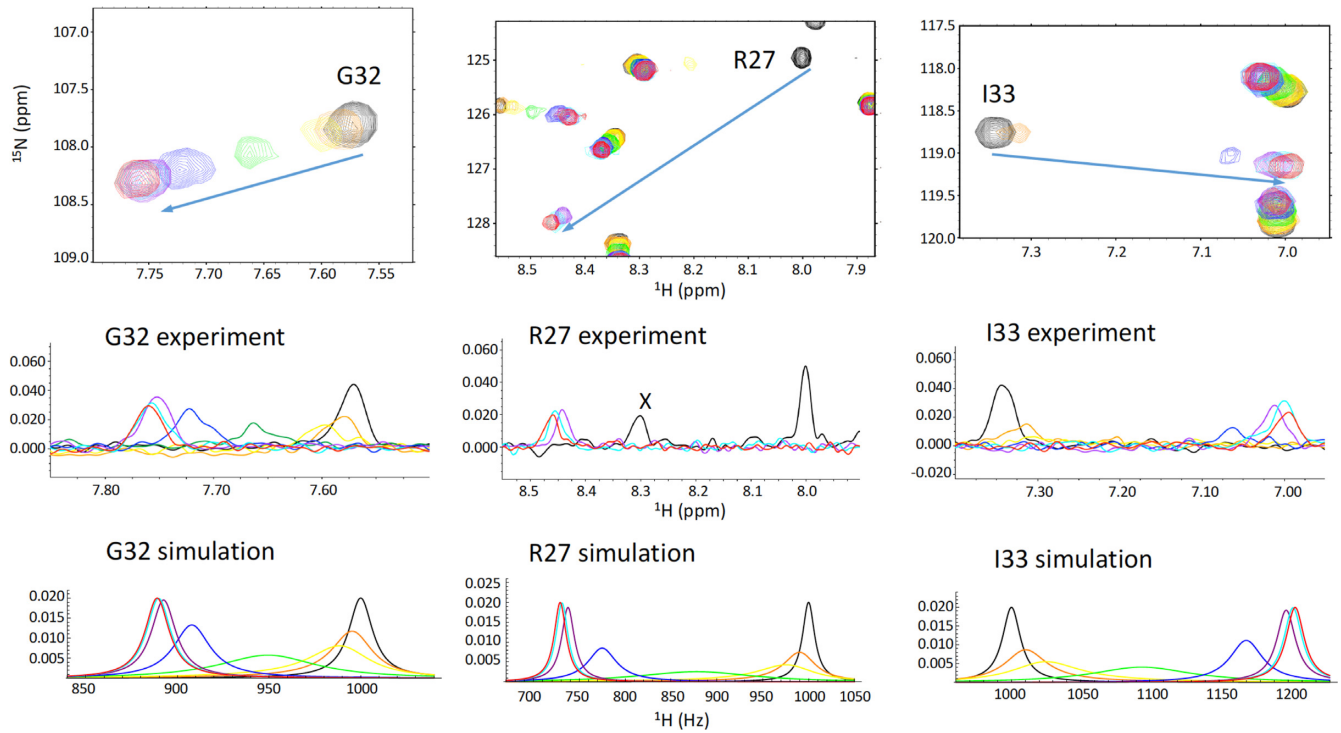 107.0
107.5
108.0
108.5
109.0
¹⁵N (ppm)
G32
7.75 7.70 7.65 7.60 7.55
125
126
127
128
R27
8.5 8.4 8.3 8.2 8.1 8.0 7.9
¹H (ppm)
117.5
118.0
118.5
119.0
119.5
120.0
I33
7.3 7.2 7.1 7.0
G32 experiment
0.060
0.040
0.020
0.000
7.80 7.70 7.60
R27 experiment
0.060
0.040
0.020
0.000
X
8.5 8.4 8.3 8.2 8.1 8.0
¹H (ppm)
I33 experiment
0.060
0.040
0.020
0.000
-0.020
7.30 7.20 7.10 7.00
G32 simulation
0.020
0.015
0.010
0.005
850 900 950 1000
R27 simulation
0.025
0.020
0.015
0.010
0.005
700 750 800 850 900 950 1000 1050
¹H (Hz)
I33 simulation
0.020
0.015
0.010
0.005
1000 1050 1100 1150 1200